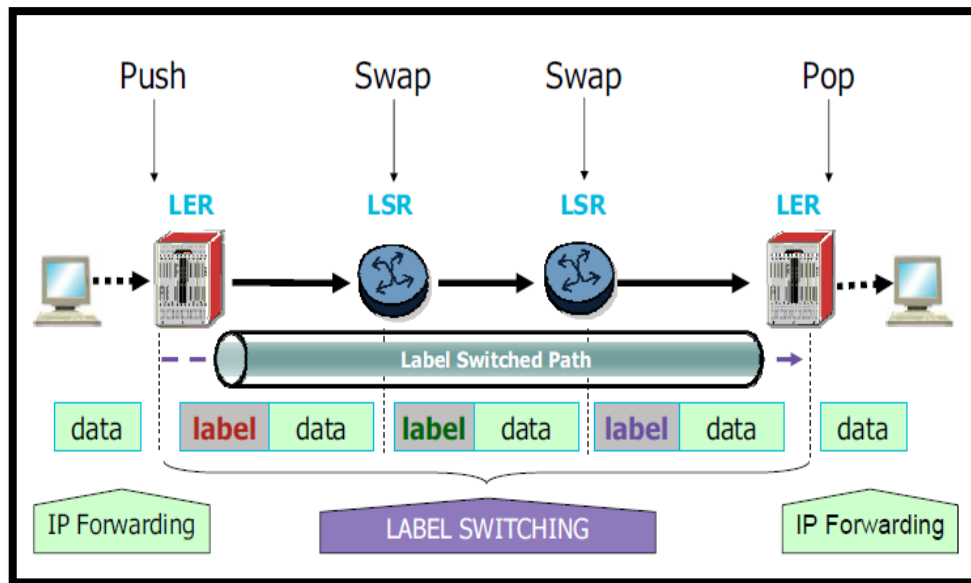 Push Swap Swap Pop
LER LSR LSR LER
Label Switched Path
data label data label data label data data
IP Forwarding LABEL SWITCHING IP Forwarding